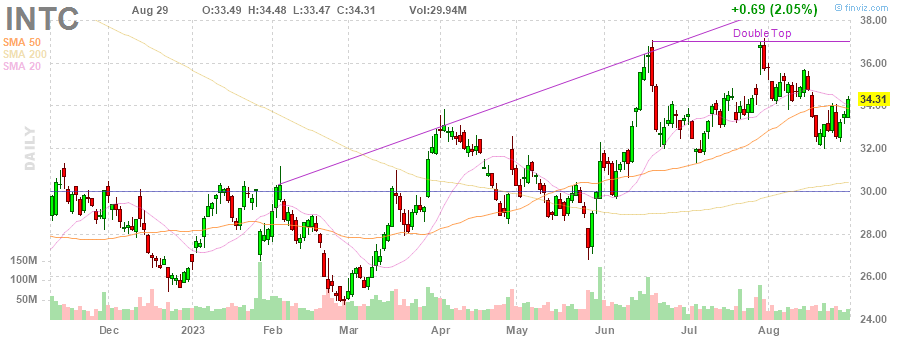 INTC Aug 29 O:33.49 H:34.48 L:33.47 C:34.31 Vol:29.94M +0.69 (2.05%) © finviz.com
SMA 50
SMA 200
SMA 20
DAILY
Double Top
38.00
36.00
34.31
34.00
32.00
30.00
28.00
26.00
24.00
150M
100M
50M
Dec 2023 Feb Mar Apr May Jun Jul Aug